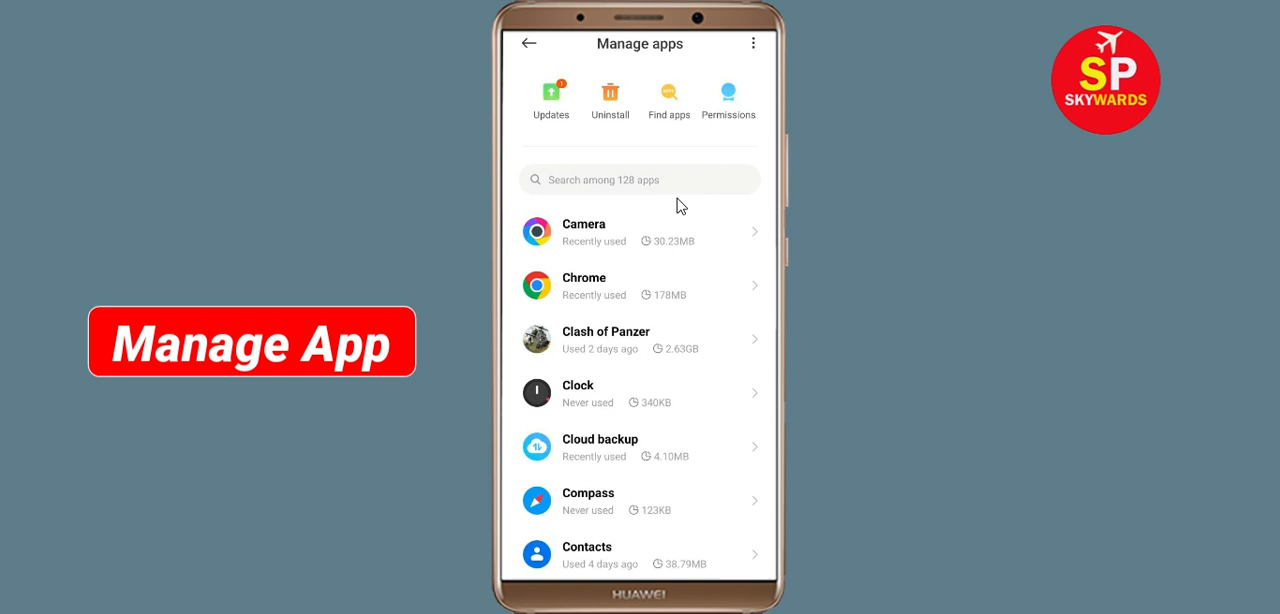 Manage apps
1
Updates
Uninstall
Find apps
Permissions
Search among 128 apps
Camera
Recently used 30.23MB
Chrome
Recently used 178MB
Clash of Panzer
Used 2 days ago 2.63GB
Clock
Never used 340KB
Cloud backup
Recently used 4.10MB
Compass
Never used 123KB
Contacts
Used 4 days ago 38.79MB
HUAWEI
Manage App
SP
SKYWARDS